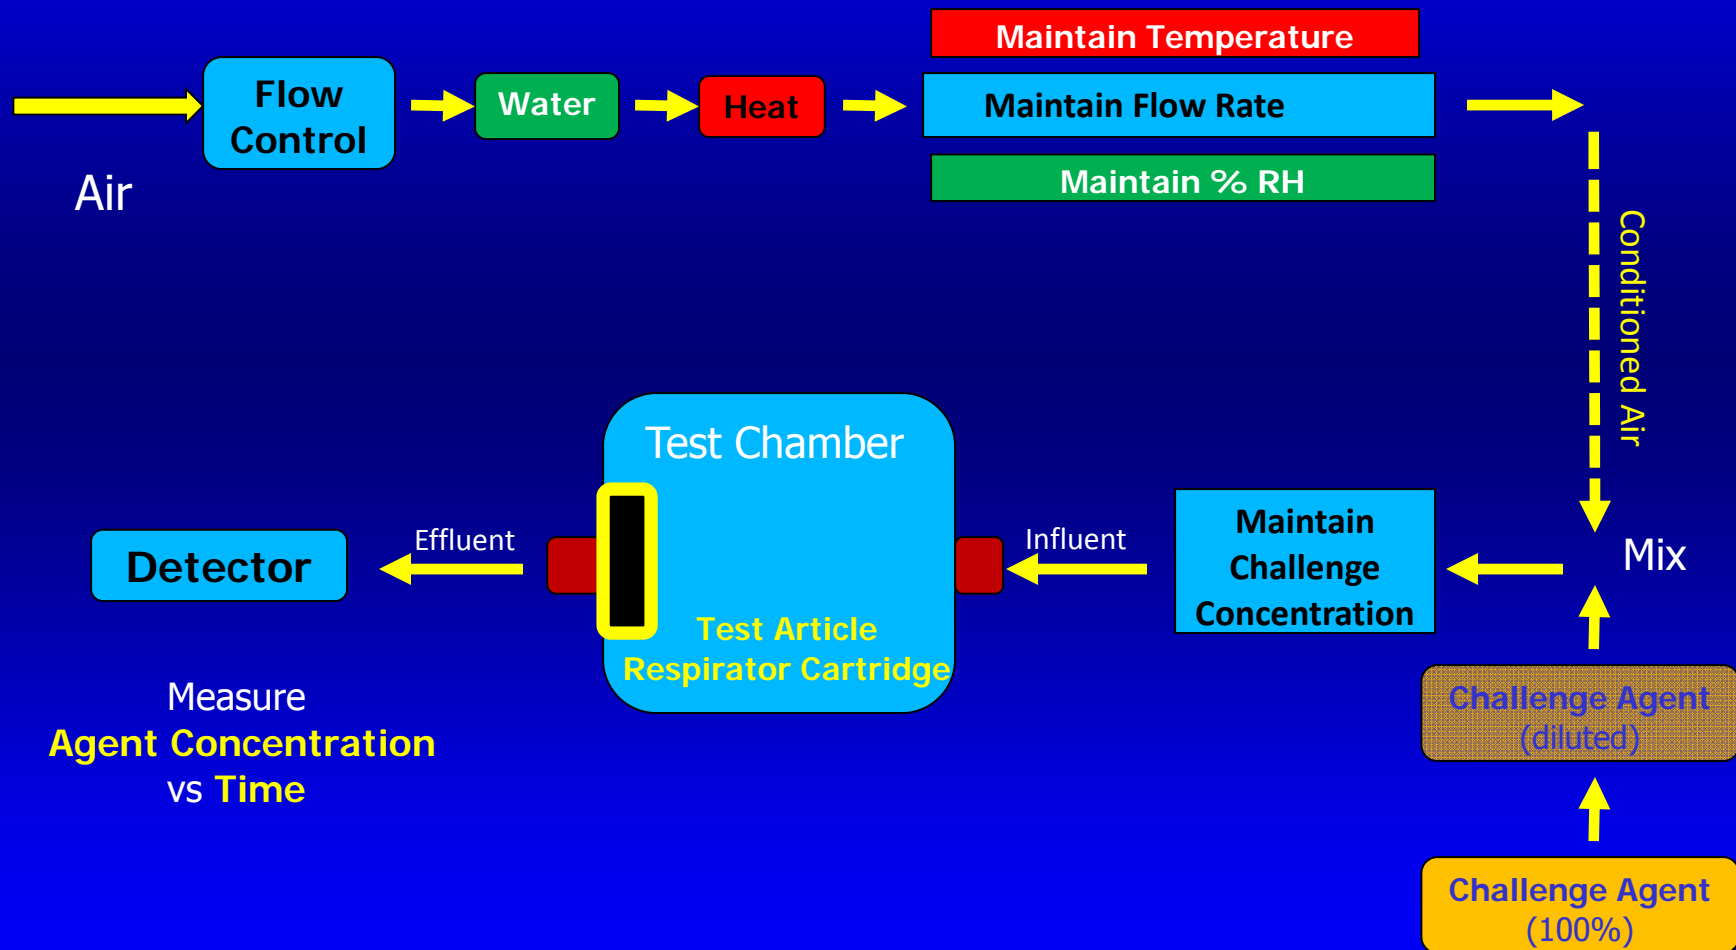 Maintain Temperature
Flow
Control
Water
Heat
Maintain Flow Rate
Maintain % RH
Air
Conditioned Air
Test Chamber
Maintain
Challenge
Concentration
Mix
Influent
Effluent
Detector
Test Article
Respirator Cartridge
Measure
Agent Concentration
vs Time
Challenge Agent
(diluted)
Challenge Agent
(100%)